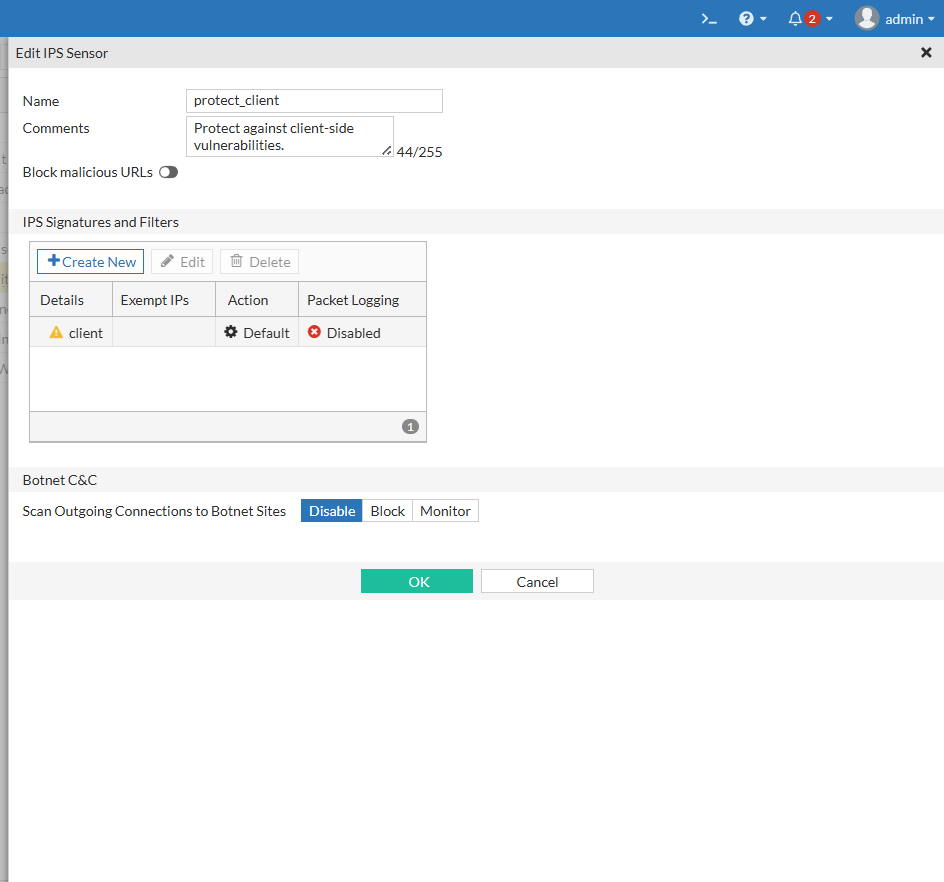 2
admin
Edit IPS Sensor
Name
protect_client
Comments
Protect against client-side
vulnerabilities.
44/255
Block malicious URLs
IPS Signatures and Filters
Create New Edit Delete
Details Exempt IPs Action Packet Logging
client Default Disabled
1
Botnet C&C
Scan Outgoing Connections to Botnet Sites Disable Block Monitor
OK Cancel